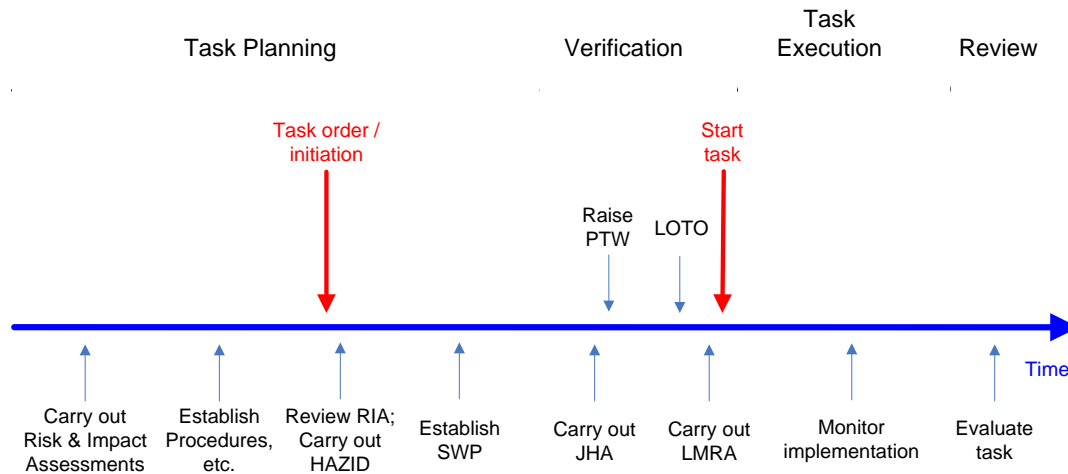 Task Planning
Verification
Task
Execution
Review
Task order /
initiation
Start
task
Raise
PTW
LOTO
Time
Carry out
Risk & Impact
Assessments
Establish
Procedures,
etc.
Review RIA;
Carry out
HAZID
Establish
SWP
Carry out
JHA
Carry out
LMRA
Monitor
implementation
Evaluate
task